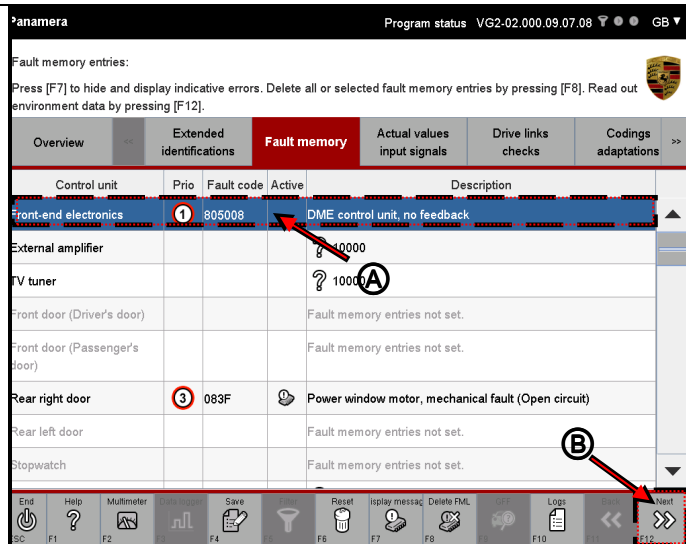 Panamera Program status VG2-02.000.09.07.08 GB
Fault memory entries:
Press [F7] to hide and display indicative errors. Delete all or selected fault memory entries by pressing [F8]. Read out
environment data by pressing [F12].
Overview << Extended identifications Fault memory Actual values input signals Drive links checks Codings adaptations >>
Control unit Prio Fault code Active Description
Front-end electronics 1 805008 DME control unit, no feedback
External amplifier ? 10000
TV tuner ? 10000
A
Front door (Driver's door) Fault memory entries not set.
Front door (Passenger's Fault memory entries not set.
door)
Rear right door 3 083F Power window motor, mechanical fault (Open circuit)
Rear left door Fault memory entries not set.
B
Stopwatch Fault memory entries not set.
End Help Multimeter Data logger Save Filter Reset isplay messag Delete FML GFF Logs Back Next
ESC F1 F2 F3 F4 F5 F6 F7 F8 F9 F10 F11 F12